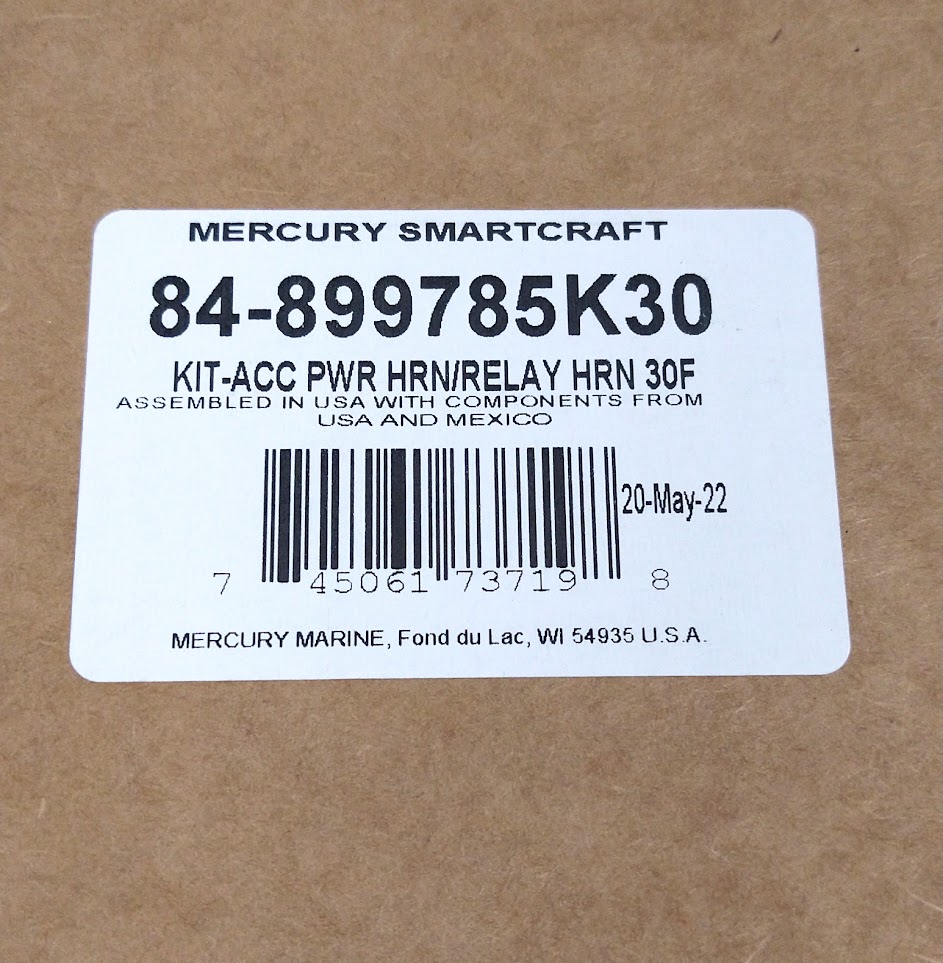 MERCURY SMARTCRAFT
84-899785K30
KIT-ACC PWR HRN/RELAY HRN 30F
ASSEMBLED IN USA WITH COMPONENTS FROM
USA AND MEXICO
20-May-22
7 45061 73719 8
MERCURY MARINE, Fond du Lac, WI 54935 U.S.A.